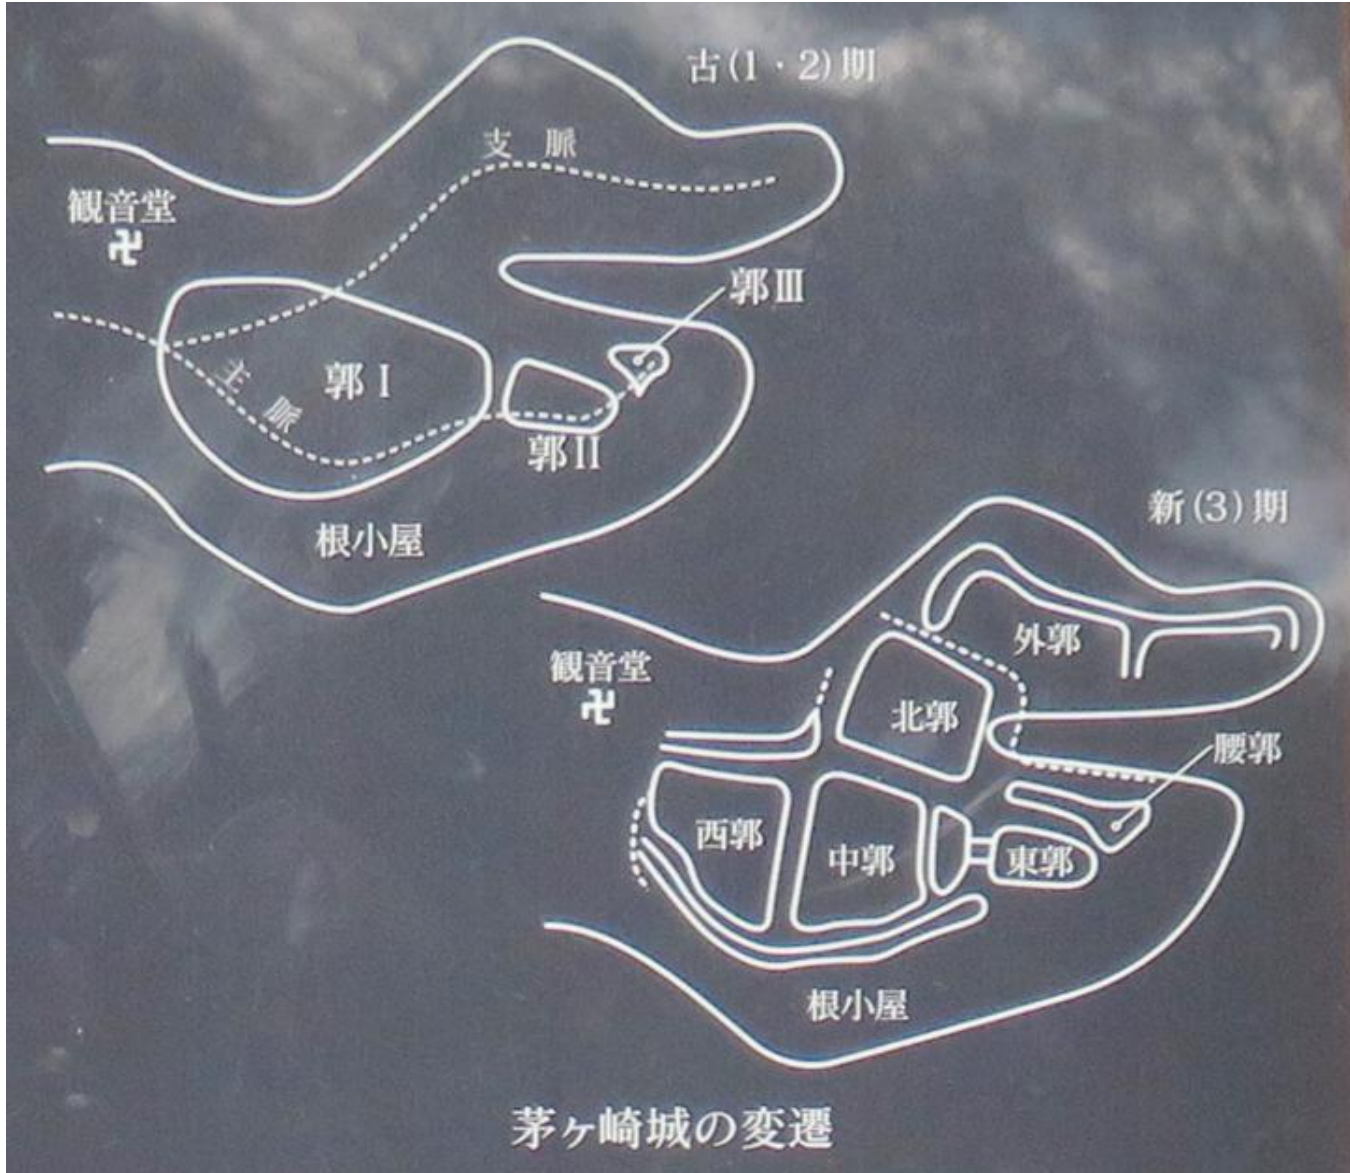 古(1・2)期
支脈
観音堂
卍
郭Ⅲ
郭Ⅰ
主脈
郭Ⅱ
根小屋
新(3)期
外郭
観音堂
卍
北郭
腰郭
西郭
中郭
東郭
根小屋
茅ヶ崎城の変遷